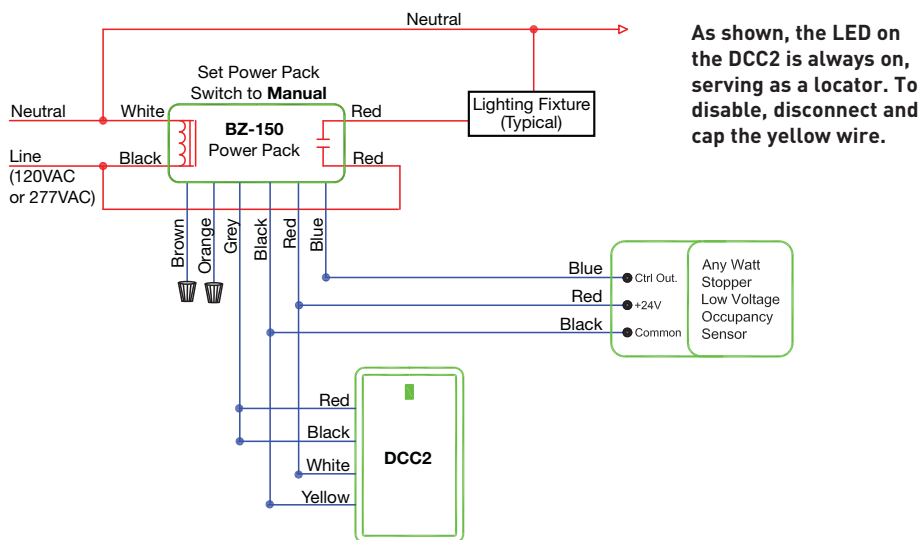 Neutral
As shown, the LED on
the DCC2 is always on,
serving as a locator. To
disable, disconnect and
cap the yellow wire.
Set Power Pack
Switch to Manual
Neutral
White
BZ-150
Power Pack
Red
Lighting Fixture
(Typical)
Line
(120VAC
or 277VAC)
Black
Red
Brown
Orange
Grey
Black
Red
Blue
Blue
Ctrl Out.
Red
+24V
Black
Common
Any Watt
Stopper
Low Voltage
Occupancy
Sensor
Red
Black
White
Yellow
DCC2